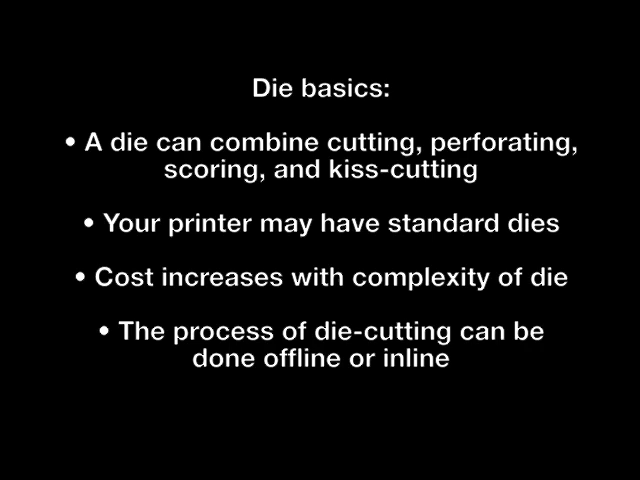 Die basics:
• A die can combine cutting, perforating,
scoring, and kiss-cutting
• Your printer may have standard dies
• Cost increases with complexity of die
• The process of die-cutting can be
done offline or inline